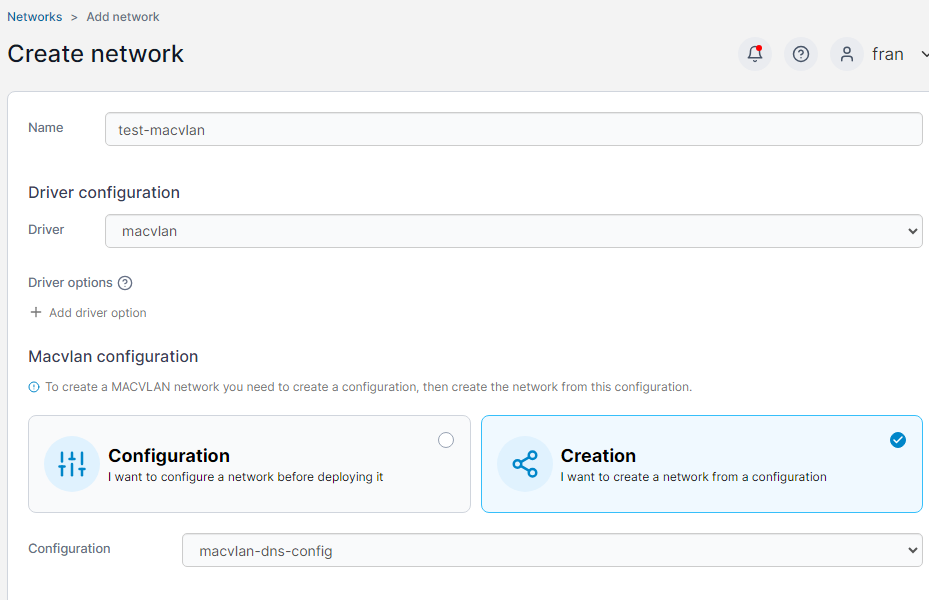 Networks > Add network
Create network
fran
Name
test-macvlan
Driver configuration
Driver
macvlan
Driver options
+ Add driver option
Macvlan configuration
To create a MACVLAN network you need to create a configuration, then create the network from this configuration.
Configuration
I want to configure a network before deploying it
Creation
I want to create a network from a configuration
Configuration
macvlan-dns-config